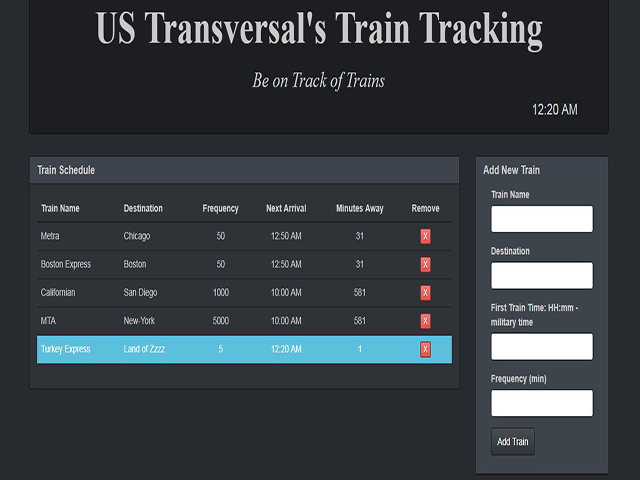 US Transversal's Train Tracking
Be on Track of Trains
12:20 AM
Train Schedule
Train Name Destination Frequency Next Arrival Minutes Away Remove
Metra Chicago 50 12:50 AM 31 X
Boston Express Boston 50 12:50 AM 31 X
Californian San Diego 1000 10:00 AM 581 X
MTA New-York 5000 10:00 AM 581 X
Turkey Express Land of Zzzz 5 12:20 AM 1 X
Add New Train
Train Name
Destination
First Train Time: HH:mm -
military time
Frequency (min)
Add Train